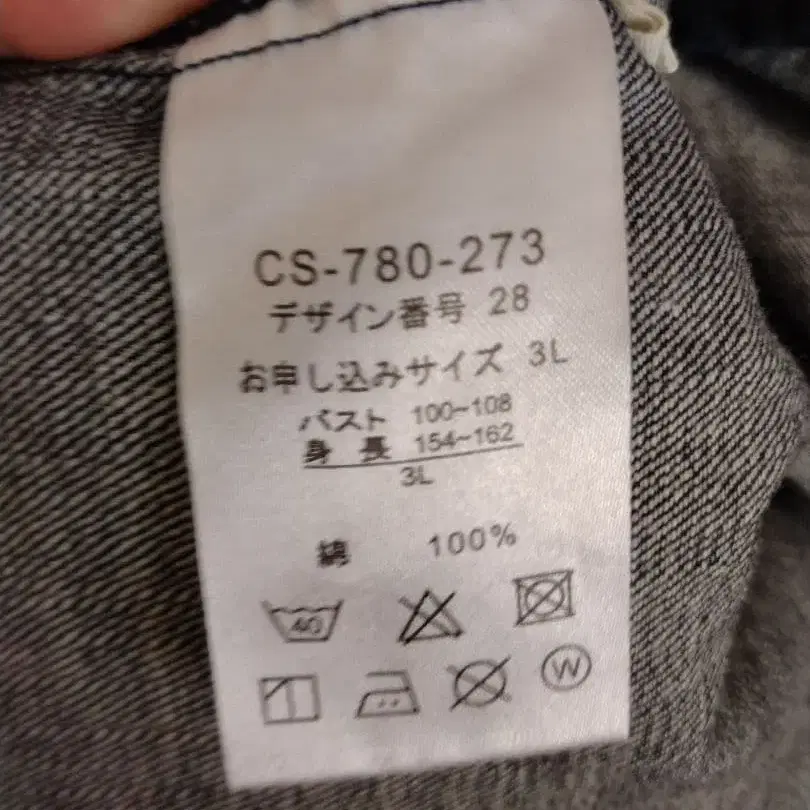 CS-780-273
デザイン番号 28
お申し込みサイズ 3L
バスト 100-108
身長 154-162
3L
綿 100%
40
W